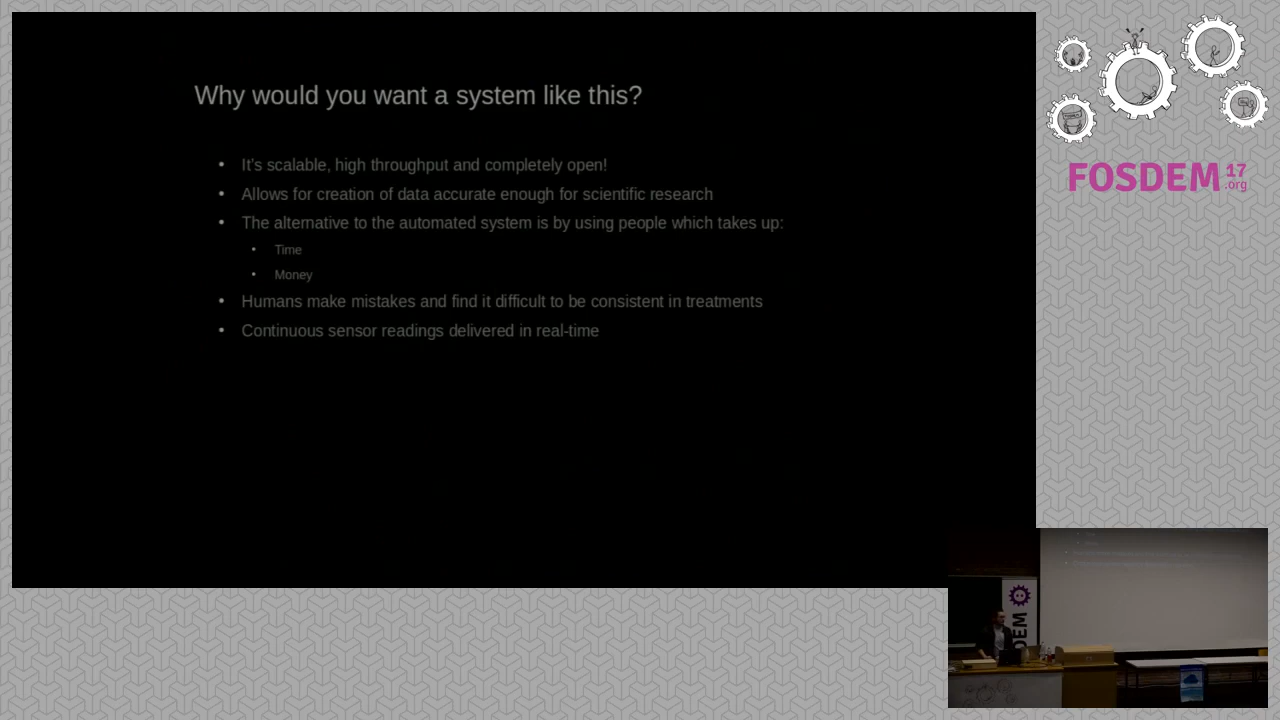 Why would you want a system like this?
• It's scalable, high throughput and completely open!
• Allows for creation of data accurate enough for scientific research
• The alternative to the automated system is by using people which takes up:
• Time
• Money
• Humans make mistakes and find it difficult to be consistent in treatments
• Continuous sensor readings delivered in real-time
FOSDEM 17
.org
DEM